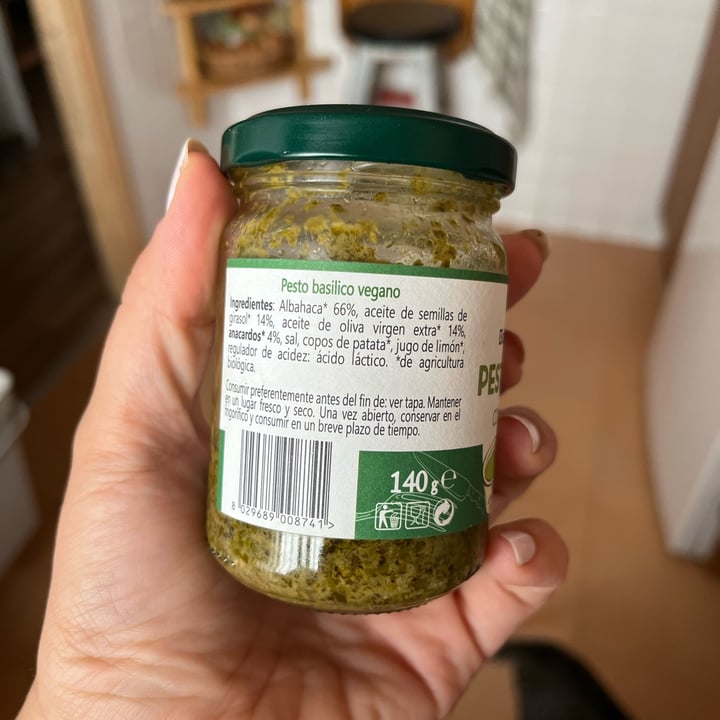 Pesto basilico vegano
Ingredientes: Albahaca* 66%, aceite de semillas de
girasol* 14%, aceite de oliva virgen extra* 14%,
anacardos* 4%, sal, copos de patata*, jugo de limón*,
regulador de acidez: ácido láctico. *de agricultura
biológica.
Consumir preferentemente antes del fin de: ver tapa. Mantener
en un lugar fresco y seco. Una vez abierto, conservar en el
frigorífico y consumir en un breve plazo de tiempo.
8 029689 008741 >
140 g ℮
PES